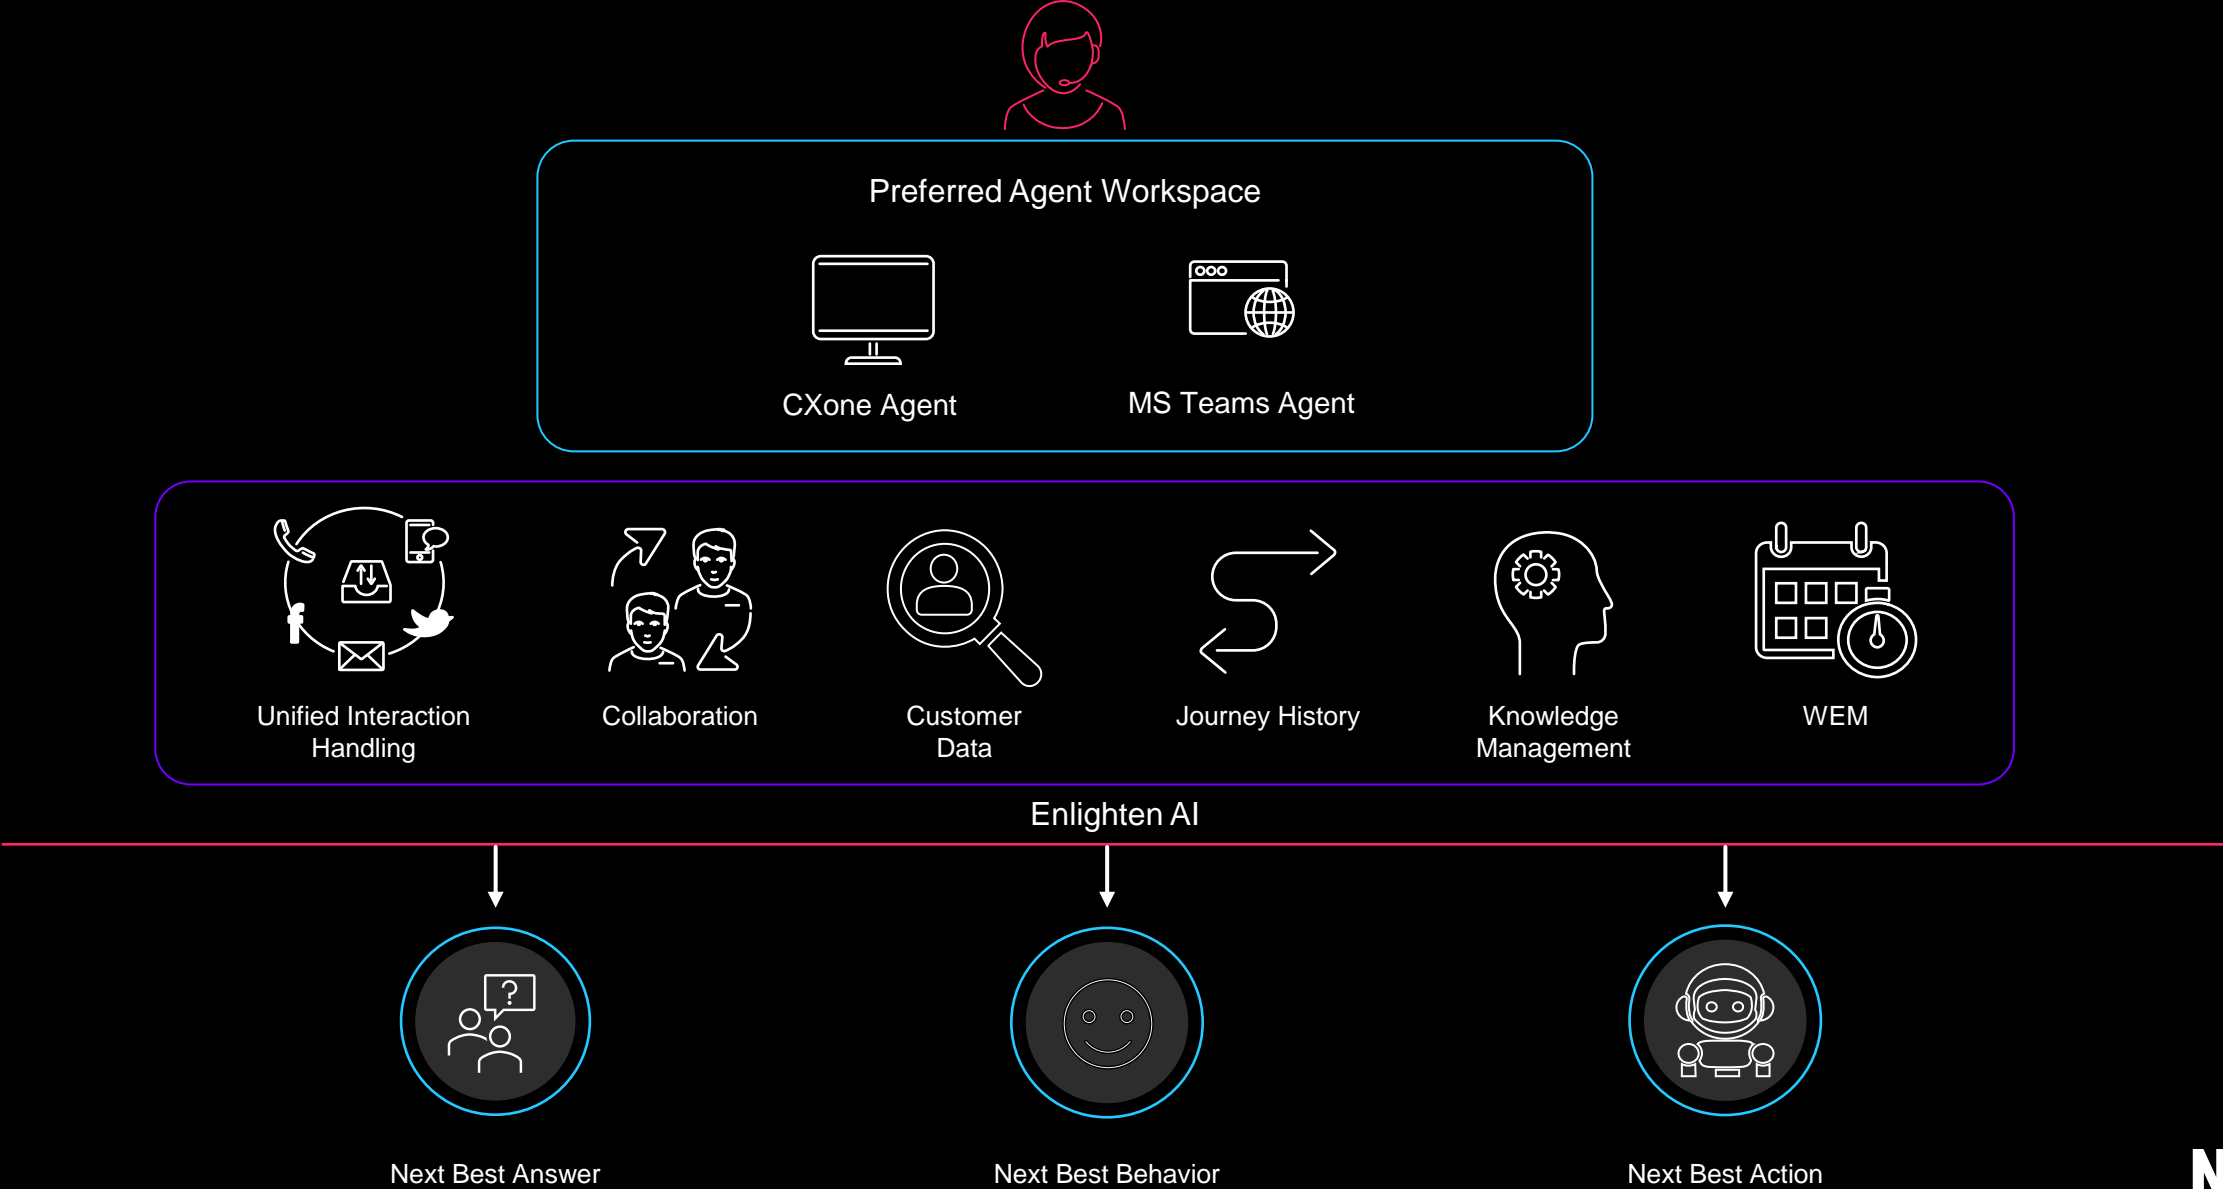 Preferred Agent Workspace
CXone Agent
MS Teams Agent
Unified Interaction
Handling
Collaboration
Customer
Data
Journey History
Knowledge
Management
WEM
Enlighten AI
?
Next Best Answer
Next Best Behavior
Next Best Action